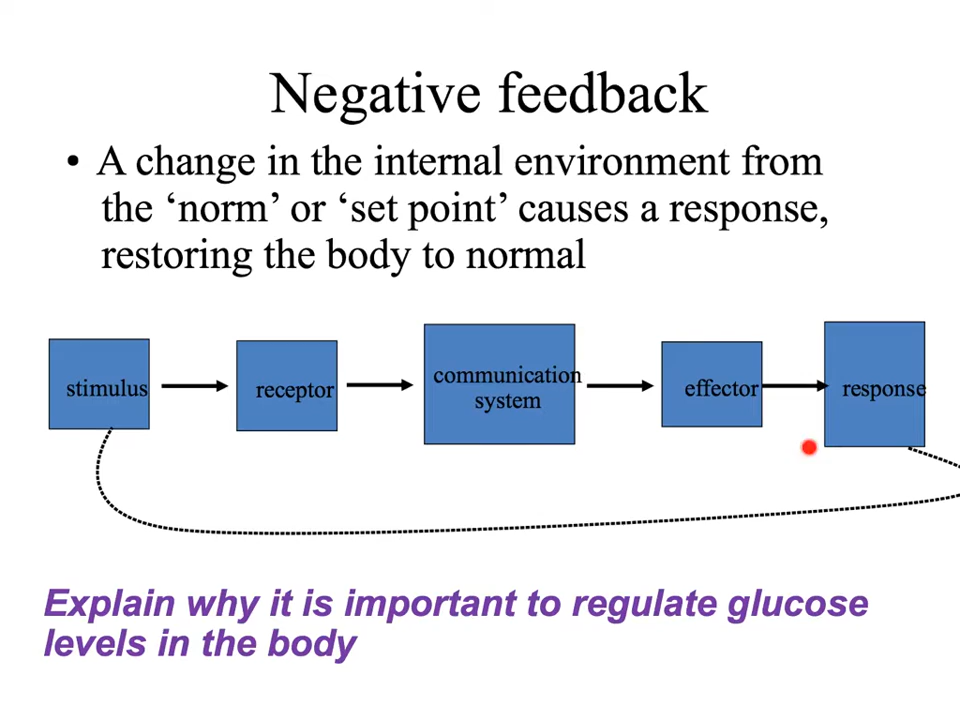 Negative feedback
• A change in the internal environment from
the ‘norm’ or ‘set point’ causes a response,
restoring the body to normal
stimulus
receptor
communication
system
effector
response
Explain why it is important to regulate glucose
levels in the body